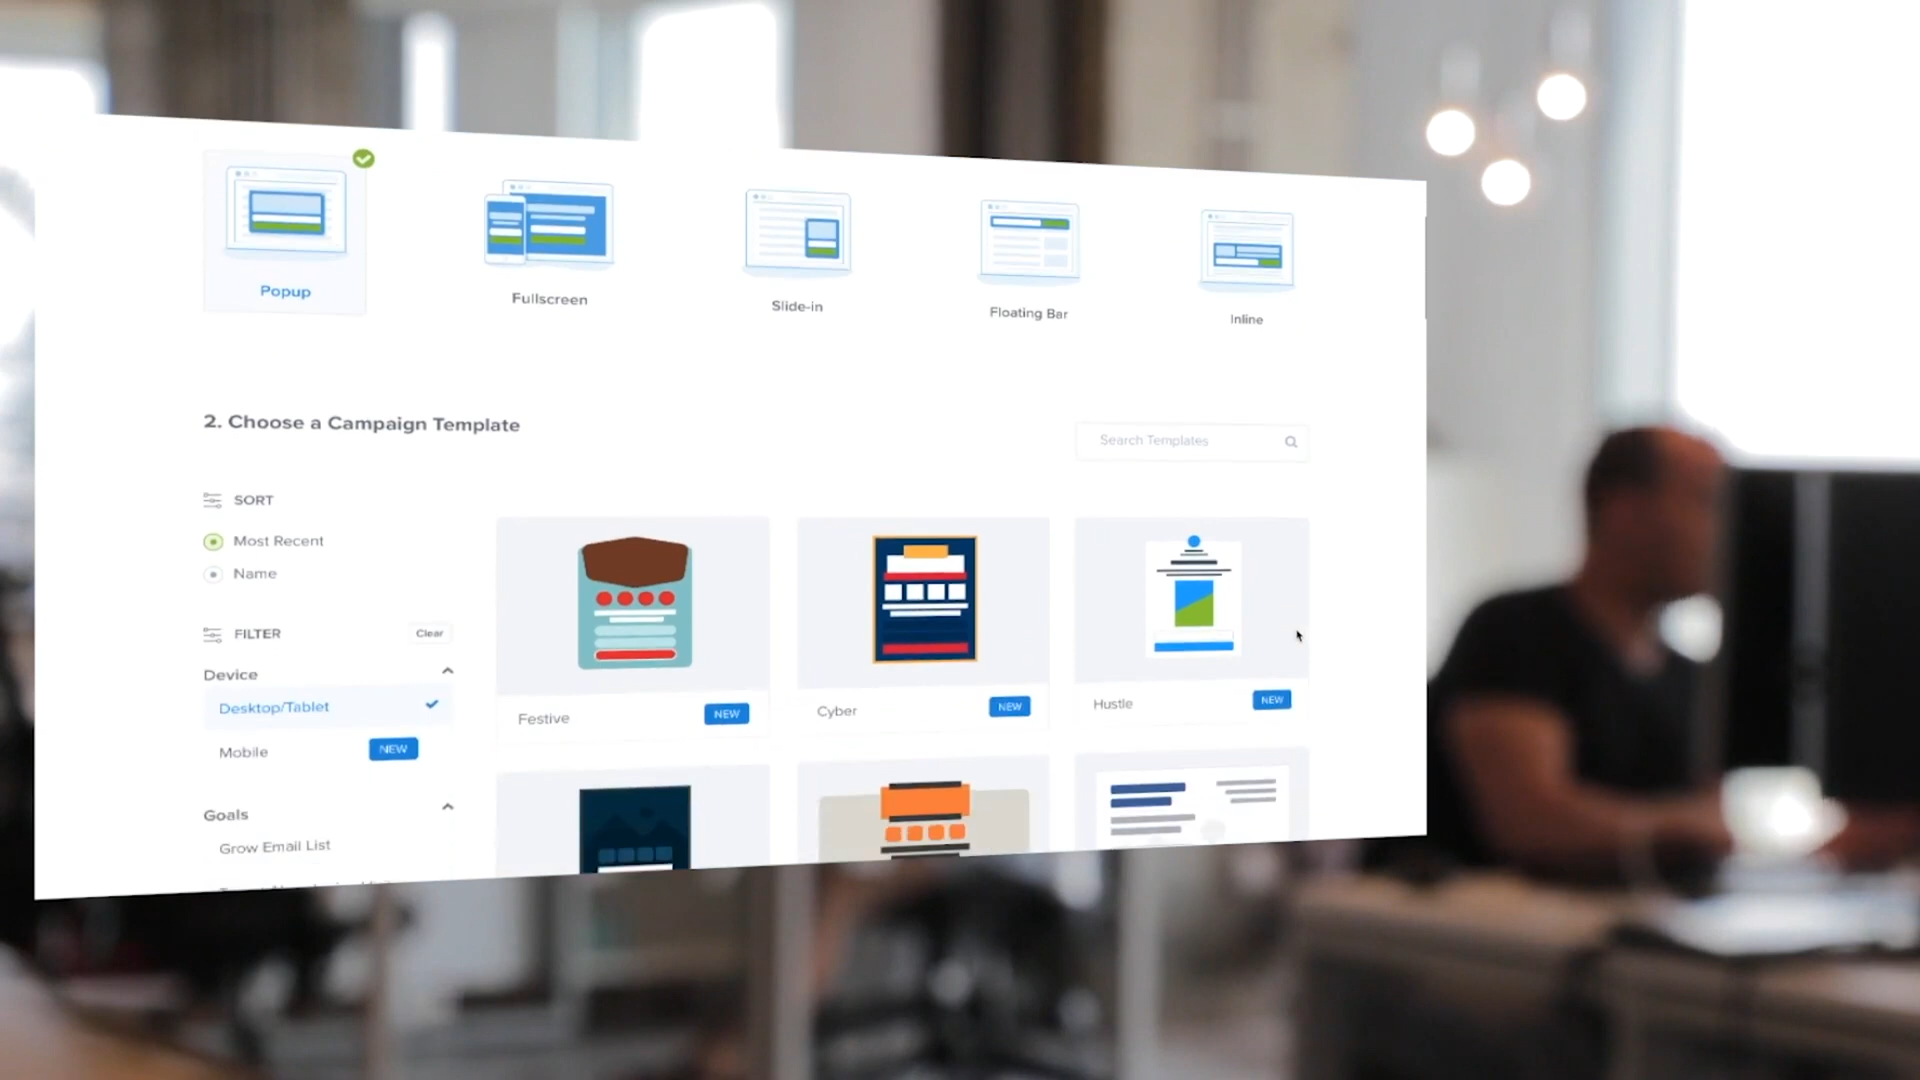 Popup
Fullscreen
Slide-in
Floating Bar
Inline
2. Choose a Campaign Template
Search Templates
SORT
Most Recent
Name
FILTER
Clear
Device
Desktop/Tablet
Mobile
NEW
Goals
Grow Email List
Festive
NEW
Cyber
NEW
Hustle
NEW